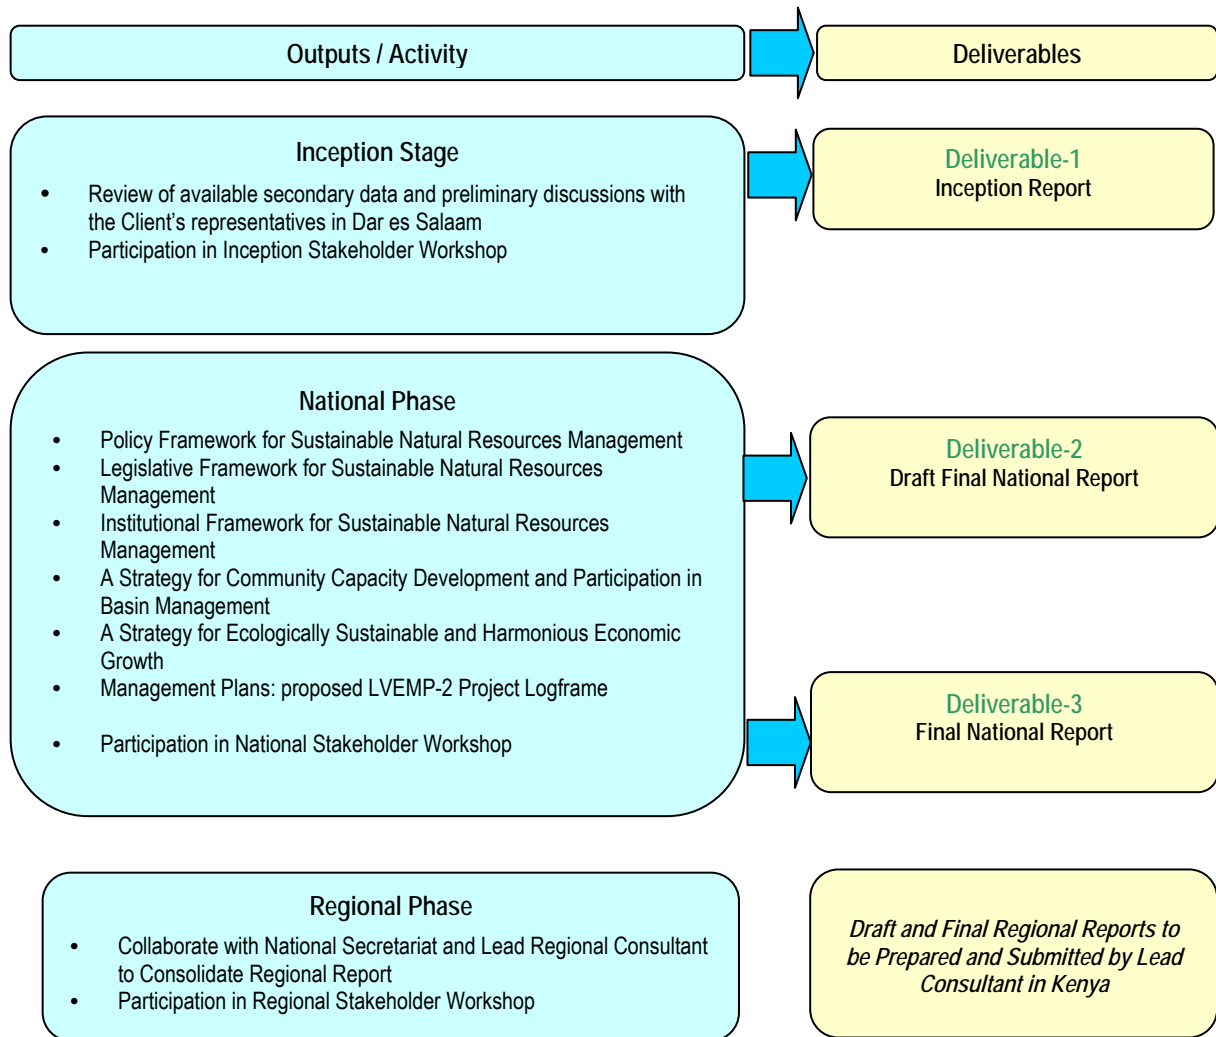 Outputs / Activity
Deliverables
Inception Stage
• Review of available secondary data and preliminary discussions with
the Client's representatives in Dar es Salaam
• Participation in Inception Stakeholder Workshop
Deliverable-1
Inception Report
National Phase
• Policy Framework for Sustainable Natural Resources Management
• Legislative Framework for Sustainable Natural Resources
Management
• Institutional Framework for Sustainable Natural Resources
Management
• A Strategy for Community Capacity Development and Participation in
Basin Management
• A Strategy for Ecologically Sustainable and Harmonious Economic
Growth
• Management Plans: proposed LVEMP-2 Project Logframe
• Participation in National Stakeholder Workshop
Deliverable-2
Draft Final National Report
Deliverable-3
Final National Report
Regional Phase
• Collaborate with National Secretariat and Lead Regional Consultant
to Consolidate Regional Report
• Participation in Regional Stakeholder Workshop
Draft and Final Regional Reports to
be Prepared and Submitted by Lead
Consultant in Kenya